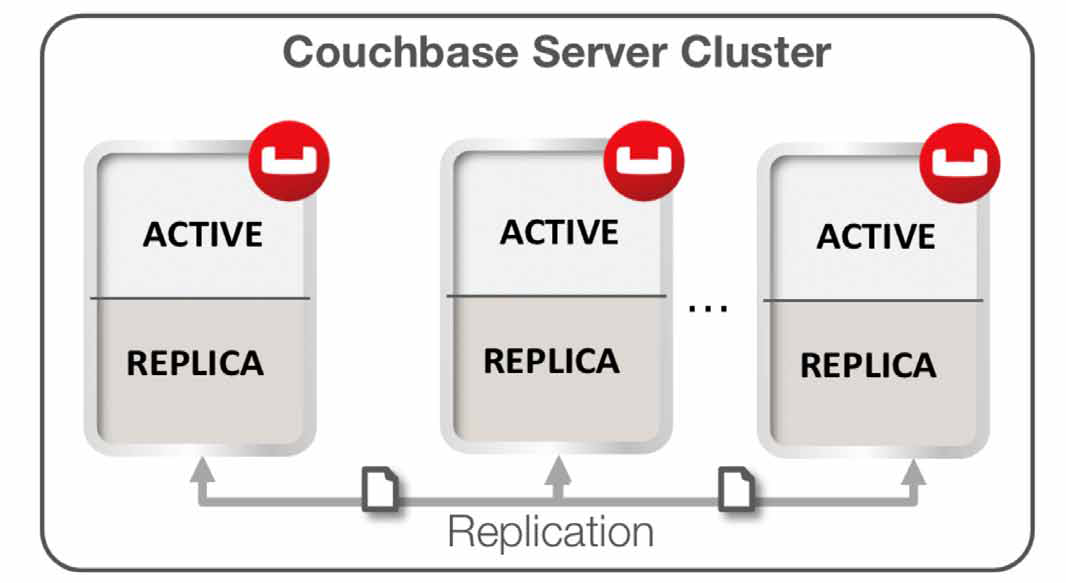 Couchbase Server Cluster
ACTIVE
REPLICA
ACTIVE
REPLICA
...
ACTIVE
REPLICA
Replication